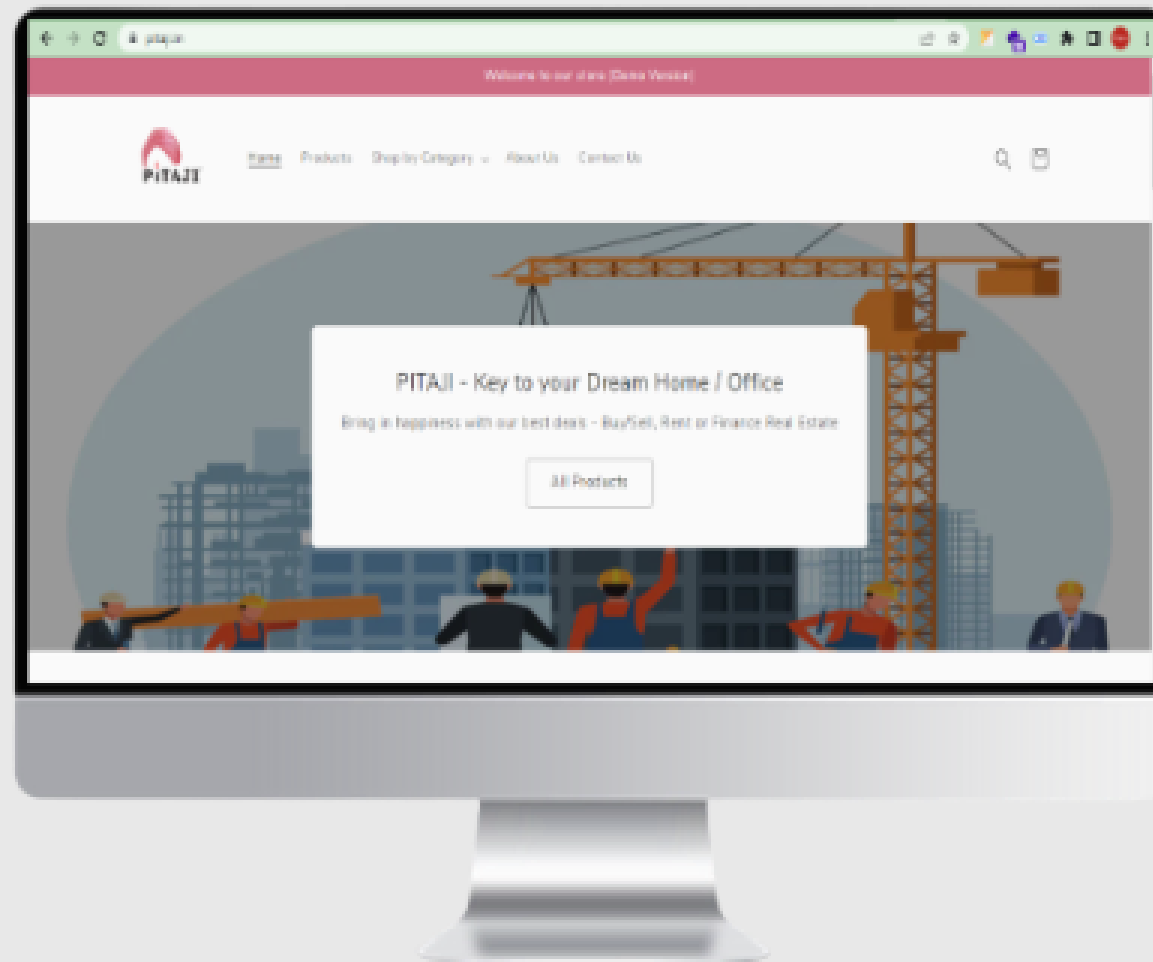 pitaji.in
Welcome to our store [Demo Version]
PiTAJI
Home Products Shop by Category About Us Contact Us
PITAJI - Key to your Dream Home / Office
Bring in happiness with our best deals - Buy/Sell, Rent or Finance Real Estate
All Products